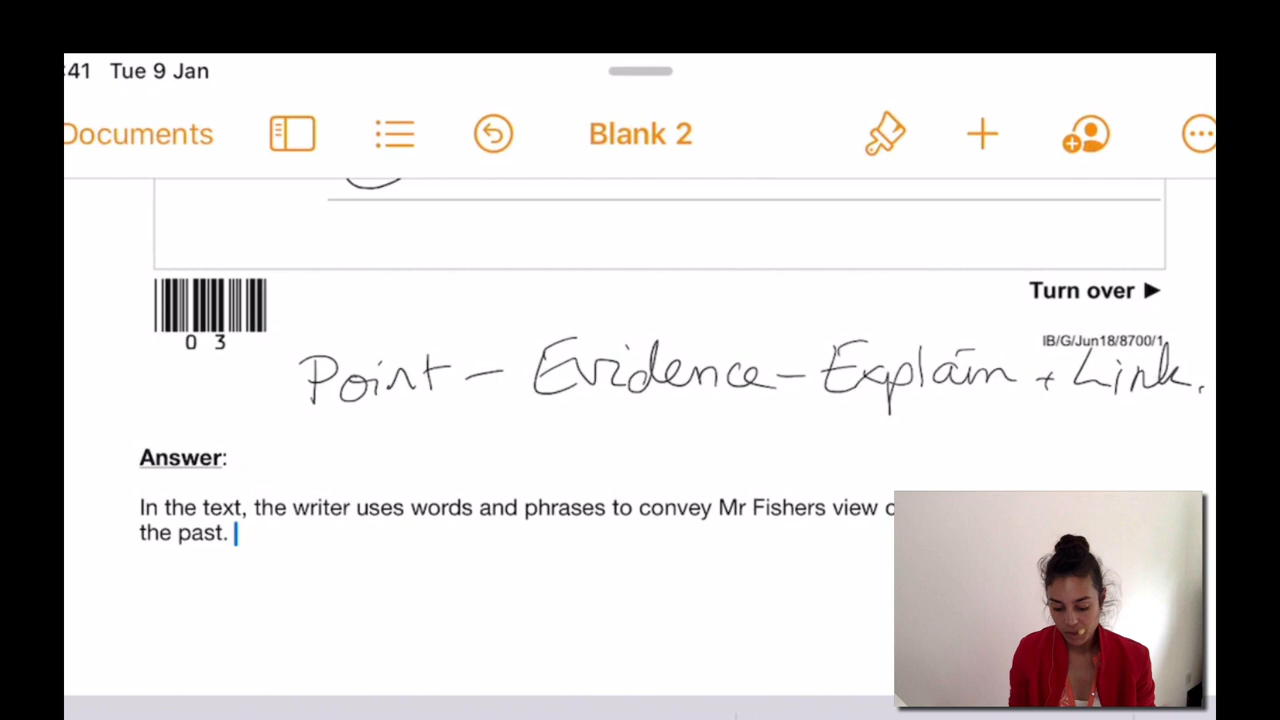 :41 Tue 9 Jan
Documents Blank 2
Turn over ►
0 3
IB/G/Jun18/8700/1
Point - Evidence - Explain + Link.
Answer:
In the text, the writer uses words and phrases to convey Mr Fishers view
the past.